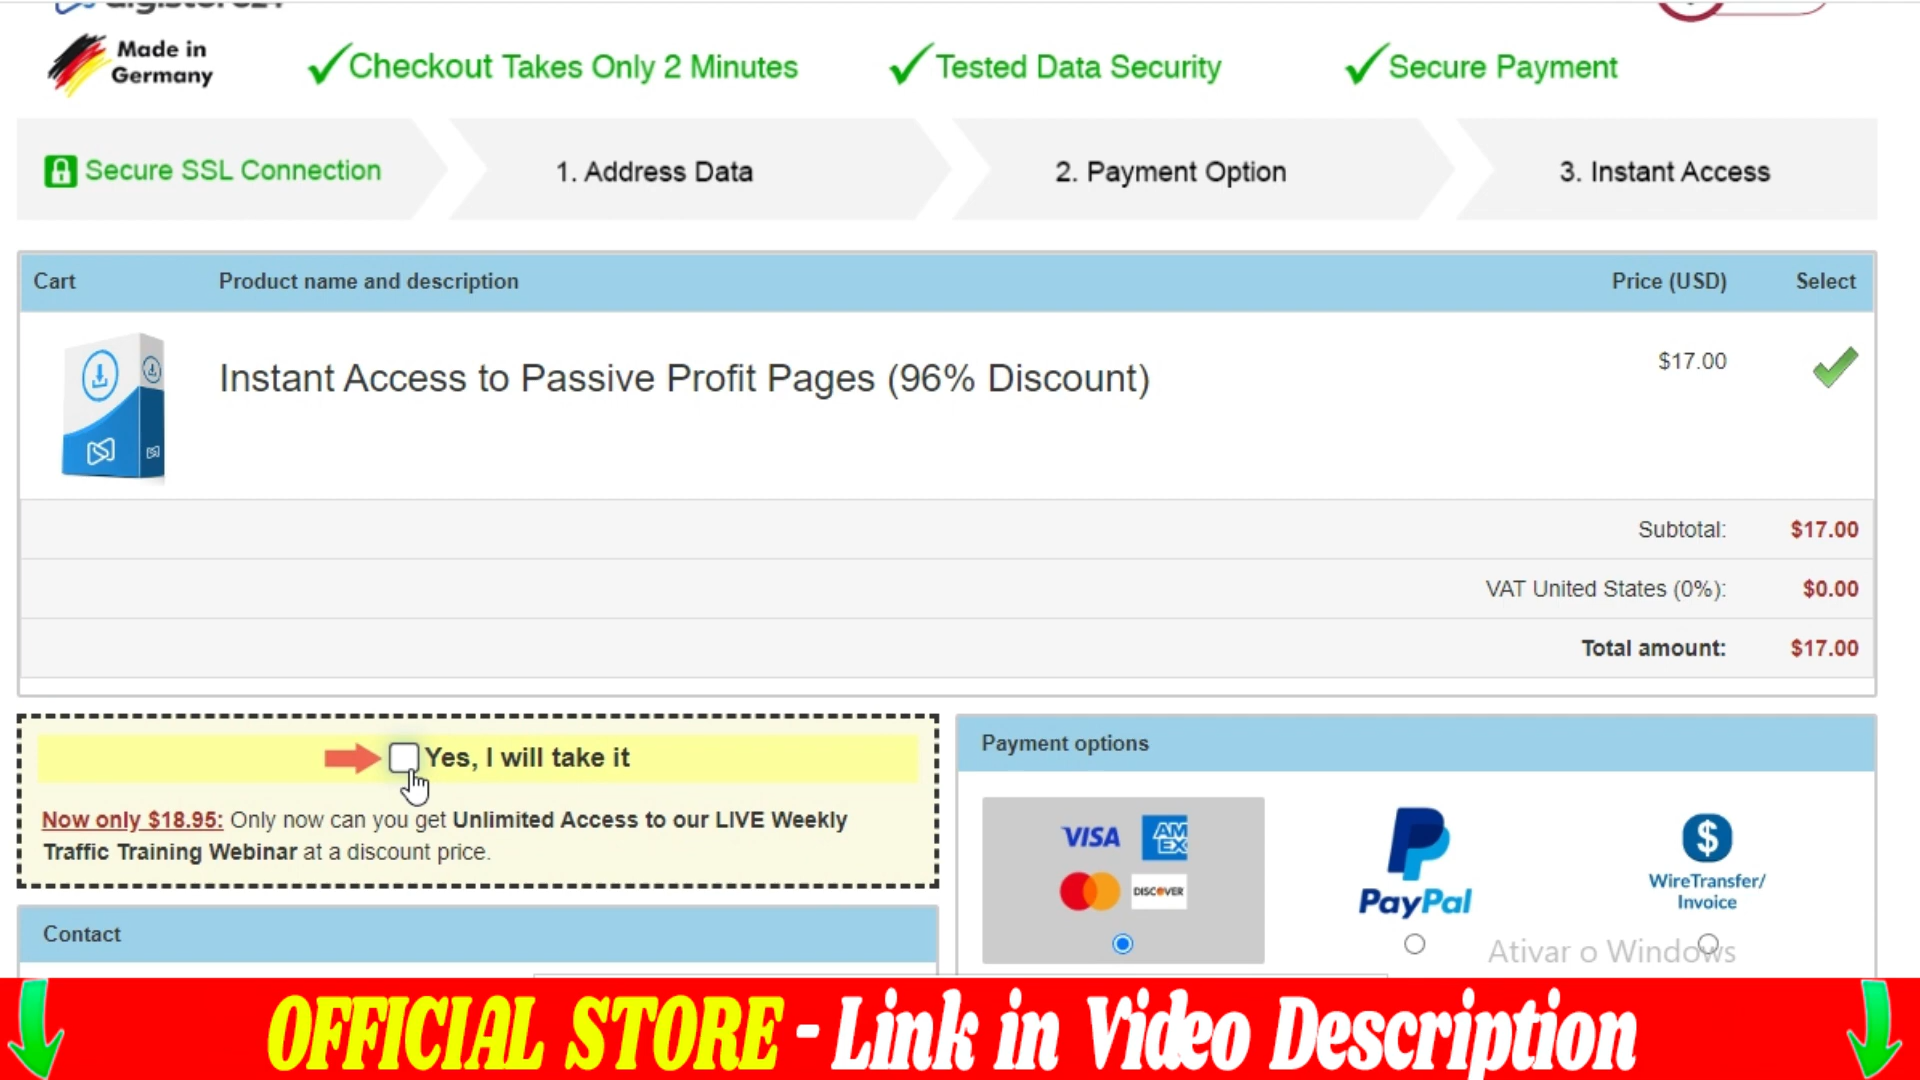 Made in
Germany
Checkout Takes Only 2 Minutes
Tested Data Security
Secure Payment
Secure SSL Connection
1. Address Data
2. Payment Option
3. Instant Access
Cart
Product name and description
Price (USD)
Select
Instant Access to Passive Profit Pages (96% Discount)
$17.00
Subtotal:
$17.00
VAT United States (0%):
$0.00
Total amount:
$17.00
Yes, I will take it
Now only $18.95: Only now can you get Unlimited Access to our LIVE Weekly
Traffic Training Webinar at a discount price.
Payment options
VISA
AM
EX
DISCOVER
PayPal
WireTransfer/
Invoice
Contact
Ativar o Windows
OFFICIAL STORE - Link in Video Description